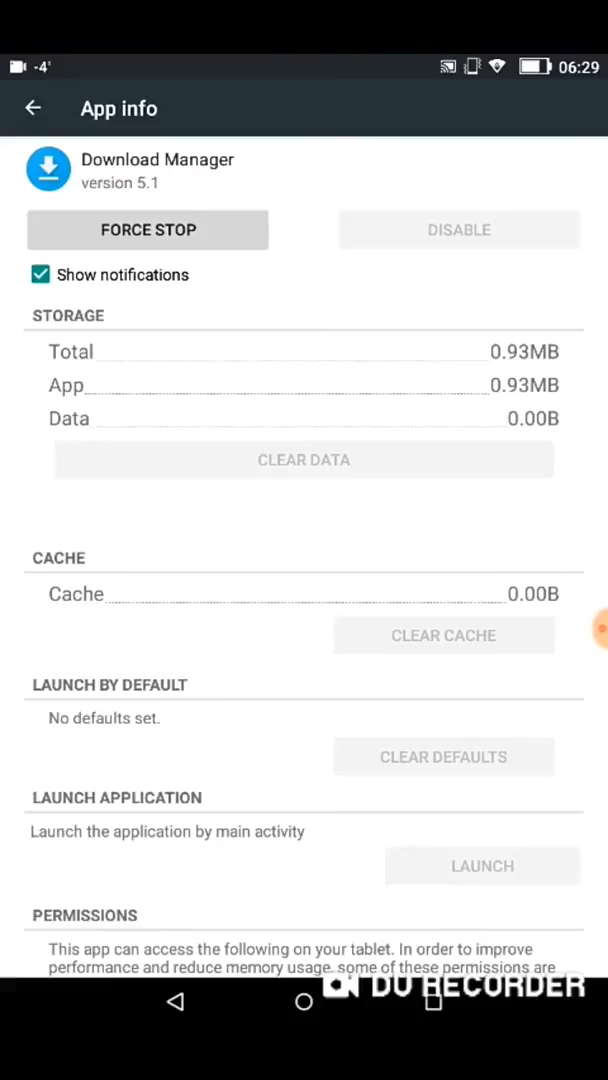 -4°
06:29
App info
Download Manager
version 5.1
FORCE STOP
DISABLE
Show notifications
STORAGE
Total 0.93MB
App 0.93MB
Data 0.00B
CLEAR DATA
CACHE
Cache 0.00B
CLEAR CACHE
LAUNCH BY DEFAULT
No defaults set.
CLEAR DEFAULTS
LAUNCH APPLICATION
Launch the application by main activity
LAUNCH
PERMISSIONS
This app can access the following on your tablet. In order to improve
performance and reduce memory usage, some of these permissions are
DU RECORDER